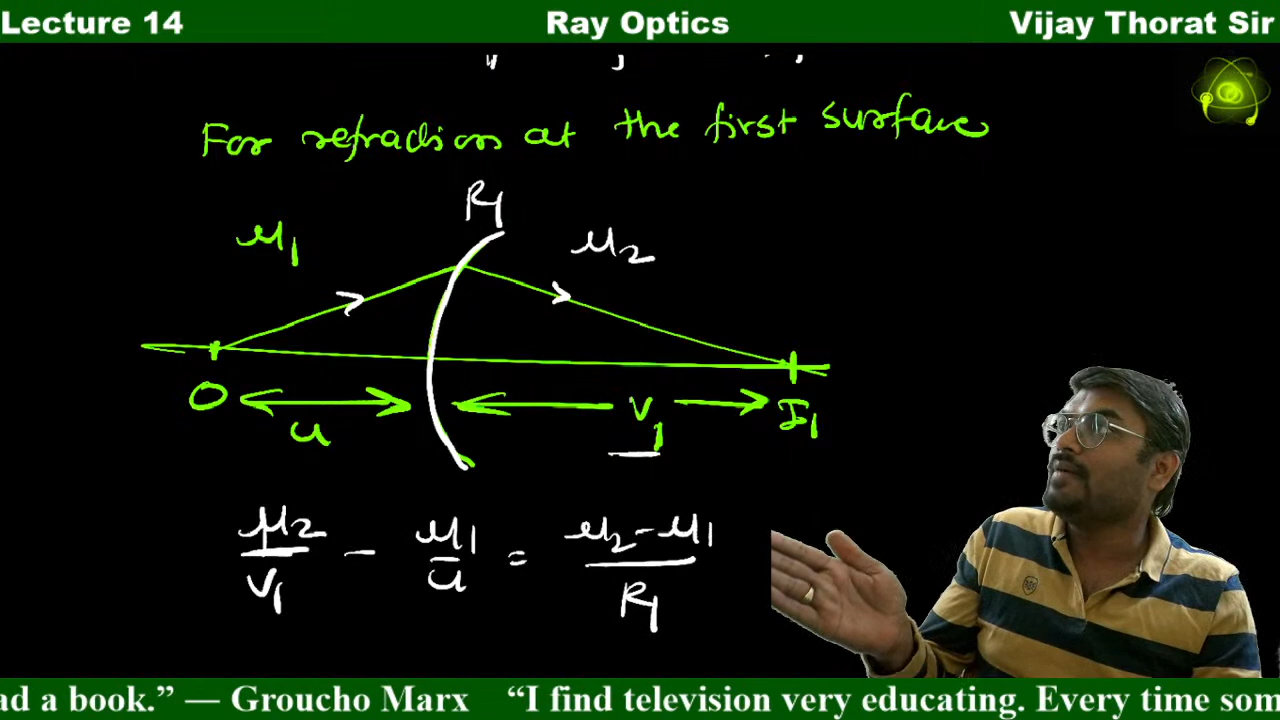 Lecture 14 Ray Optics Vijay Thorat Sir
For refraction at the first surface
R1
μ1 μ2
O u v1 I1
μ2/v1 - μ1/u = μ2-μ1/R1
ad a book.” — Groucho Marx “I find television very educating. Every time som